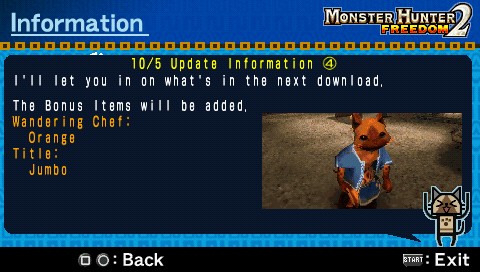 Information
MONSTER HUNTER
FREEDOM 2
10/5 Update Information ④
I'll let you in on what's in the next download.
The Bonus Items will be added.
Wandering Chef:
Orange
Title:
Jumbo
□ ○: Back
START: Exit